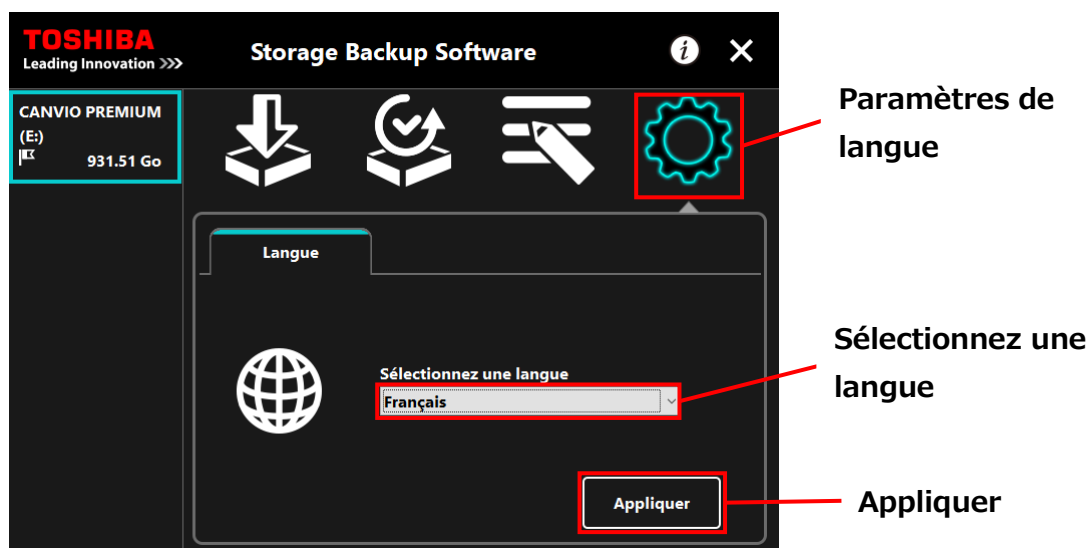 TOSHIBA
Leading Innovation >>>
Storage Backup Software
i
CANVIO PREMIUM
(E:)
931.51 Go
Paramètres de
langue
Langue
Sélectionnez une langue
Français
Sélectionnez une
langue
Appliquer
Appliquer